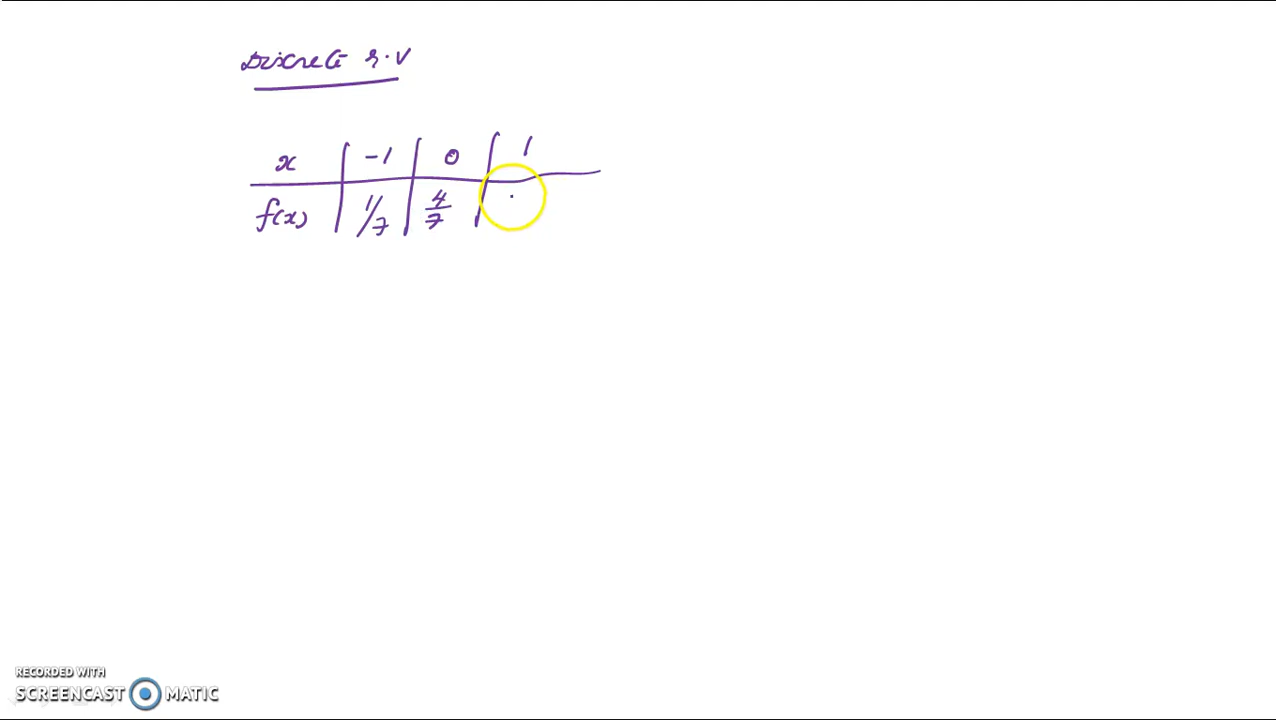 Discrete r.v
x -1 0 1
f(x) 1/7 4/7
RECORDED WITH
SCREENCAST MATIC